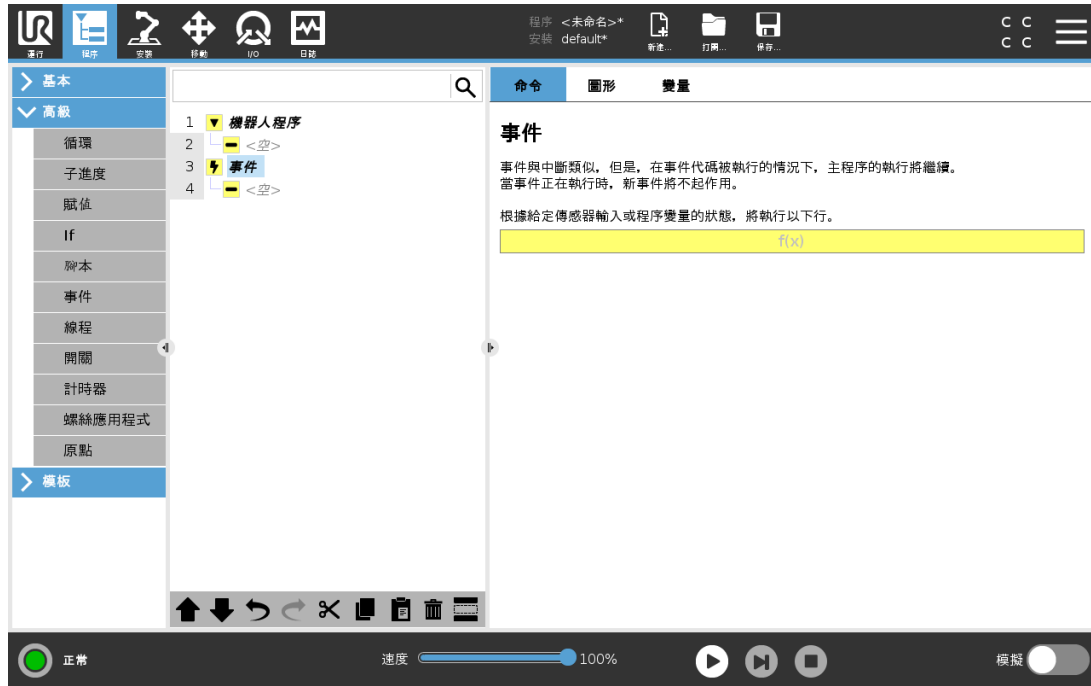 程序 <未命名>*
安裝 default*
運行
程序
安裝
移動
I/O
日誌
新建...
打開...
保存...
C C
C C
基本
高級
循環
子進度
賦值
If
腳本
事件
線程
開關
計時器
螺絲應用程式
原點
模板
1 機器人程序
2 <空>
3 事件
4 <空>
命令 圖形 變量
事件
事件與中斷類似，但是，在事件代碼被執行的情況下，主程序的執行將繼續。
當事件正在執行時，新事件將不起作用。
根據給定傳感器輸入或程序變量的狀態，將執行以下行。
f(x)
正常
速度 100%
模擬